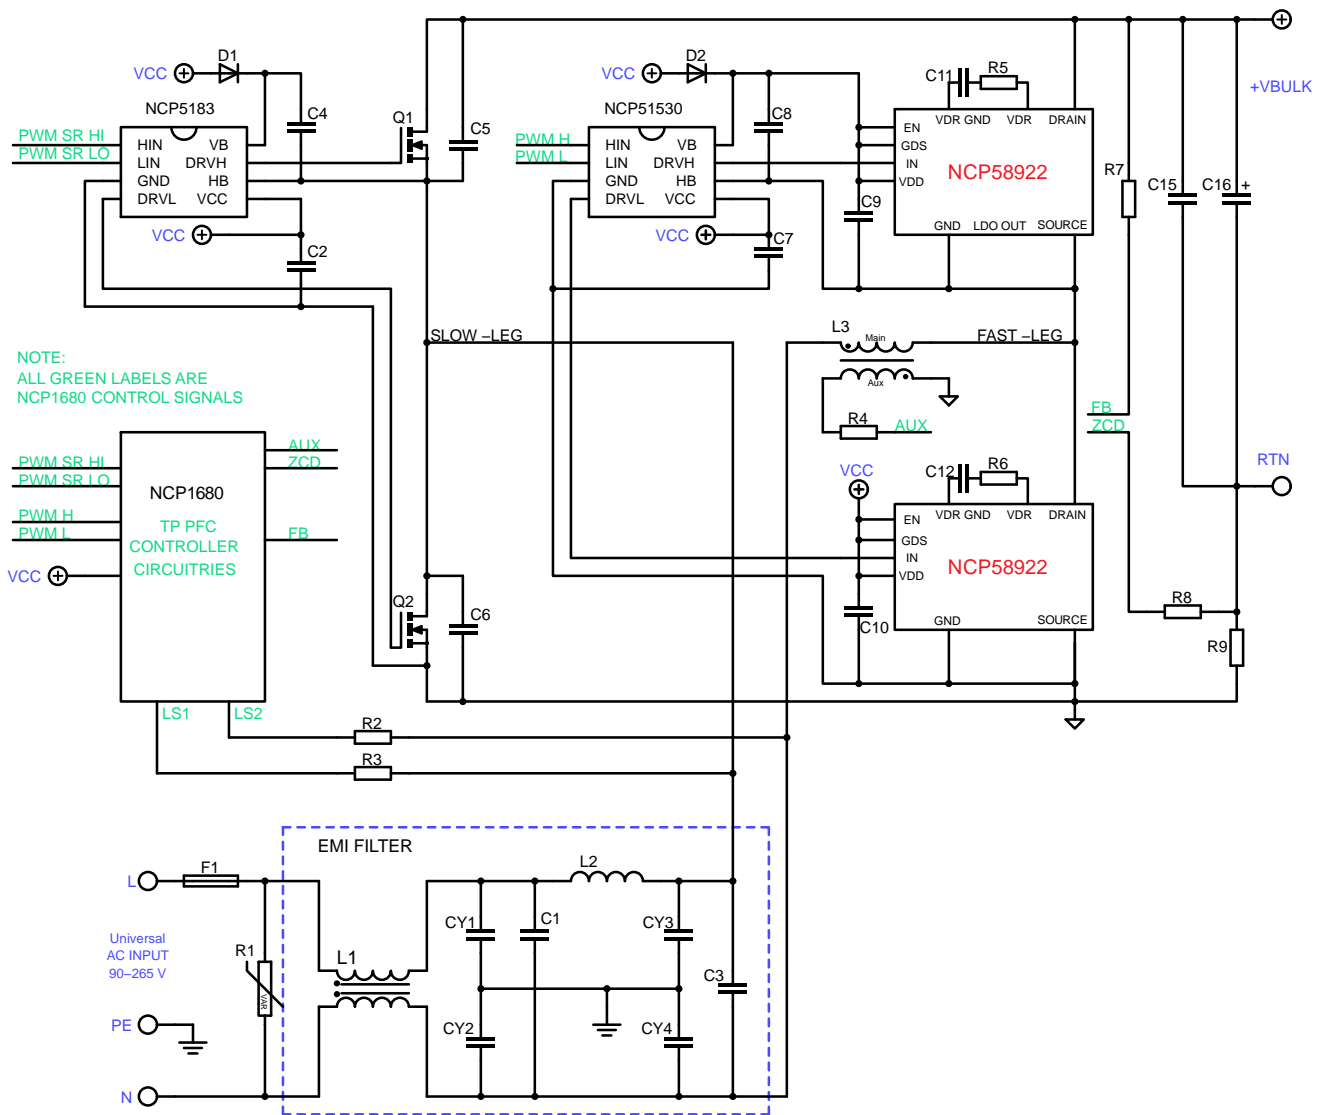 +VBULK
VCC
D1
NCP5183
C4
Q1
C5
PWM SR HI
PWM SR LO
HIN
LIN
GND
DRVL
VB
DRVH
HB
VCC
VCC
C2
VCC
D2
NCP51530
C8
PWM H
PWM L
HIN
LIN
GND
DRVL
VB
DRVH
HB
VCC
VCC
C7
C9
C11
R5
VDR GND
VDR
DRAIN
EN
GDS
IN
VDD
NCP58922
GND
LDO OUT
SOURCE
R7
C15
C16
+
SLOW –LEG
L3
Main
Aux
FAST –LEG
R4
AUX
FB
ZCD
RTN
NOTE:
ALL GREEN LABELS ARE
NCP1680 CONTROL SIGNALS
PWM SR HI
PWM SR LO
PWM H
PWM L
VCC
NCP1680
TP PFC
CONTROLLER
CIRCUITRIES
AUX
ZCD
FB
LS1
LS2
VCC
C12
R6
VDR GND
VDR
DRAIN
EN
GDS
IN
VDD
NCP58922
GND
SOURCE
C10
Q2
C6
R8
R9
R2
R3
EMI FILTER
L
F1
L2
Universal
AC INPUT
90–265 V
R1
VAR
L1
CY1
C1
CY3
C3
PE
CY2
CY4
N